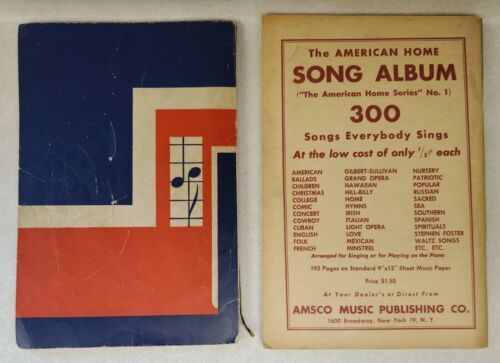 The AMERICAN HOME
SONG ALBUM
("The American Home Series" No. 1)
300
Songs Everybody Sings
At the low cost of only 1/2¢ each
AMERICAN GILBERT-SULLIVAN NURSERY
BALLADS GRAND OPERA PATRIOTIC
CHILDREN HAWAIIAN POPULAR
CHRISTMAS HILL-BILLY RUSSIAN
COLLEGE HOME SACRED
COMIC HYMNS SEA
CONCERT IRISH SOUTHERN
COWBOY ITALIAN SPANISH
CUBAN LIGHT OPERA SPIRITUALS
ENGLISH LOVE STEPHEN FOSTER
FOLK MEXICAN WALTZ SONGS
FRENCH MINSTREL ETC., ETC.
Arranged for Singing or for Playing on the Piano
192 Pages on Standard 9"x12" Sheet Music Paper
Price $1.50
At Your Dealer's or Direct From
AMSCO MUSIC PUBLISHING CO.
1600 Broadway, New York 19, N. Y.